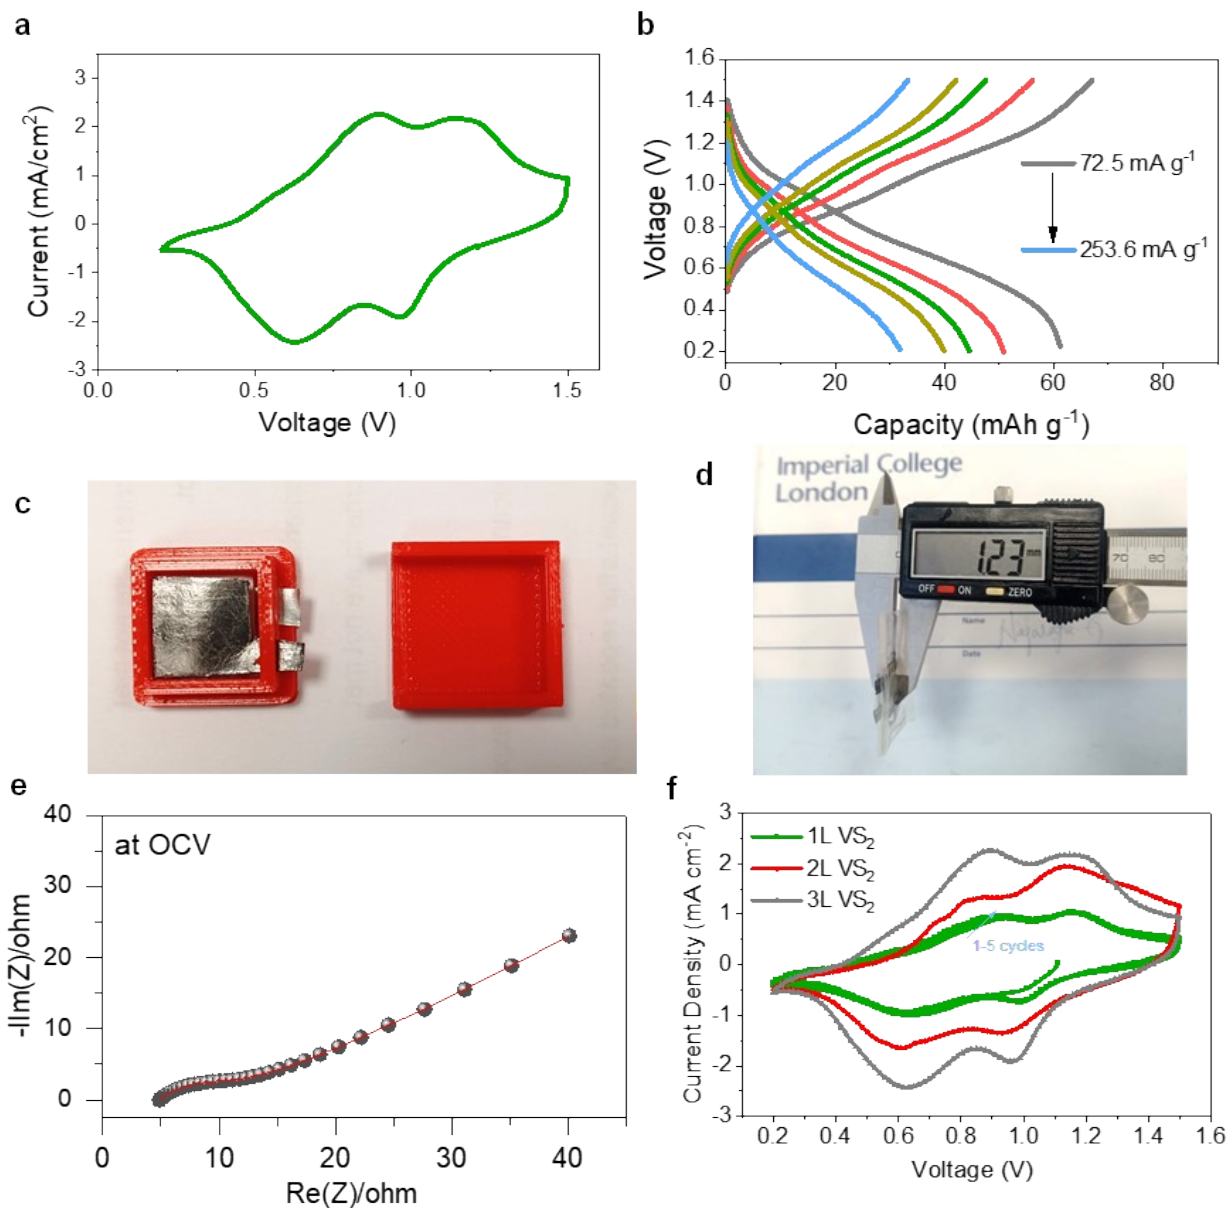 a
3
2
1
0
-1
-2
-3
0.0 0.5 1.0 1.5
Current (mA/cm²)
Voltage (V)
b
1.6
1.4
1.2
1.0
0.8
0.6
0.4
0.2
0 20 40 60 80
Voltage (V)
Capacity (mAh g⁻¹)
72.5 mA g⁻¹
253.6 mA g⁻¹
c
d
Imperial College
London
1.23 mm
OFF ON ZERO
70 80
Name
Date
e
at OCV
40
30
20
10
0
0 10 20 30 40
-IIm(Z)/ohm
Re(Z)/ohm
f
3
2
1
0
-1
-2
-3
0.2 0.4 0.6 0.8 1.0 1.2 1.5 1.6
1L VS₂
2L VS₂
3L VS₂
1-5 cycles
Current Density (mA cm⁻²)
Voltage (V)